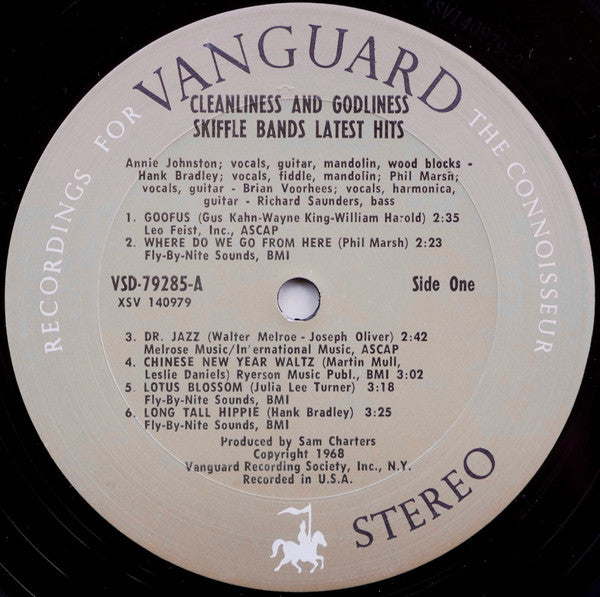 RECORDINGS FOR VANGUARD THE CONNOISSEUR
CLEANLINESS AND GODLINESS
SKIFFLE BANDS LATEST HITS
Annie Johnston; vocals, guitar, mandolin, wood blocks -
Hank Bradley; vocals, fiddle, mandolin; Phil Marsh;
vocals, guitar - Brian Voorhees; vocals, harmonica,
guitar - Richard Saunders, bass
1. GOOFUS (Gus Kahn-Wayne King-William Harold) 2:35
Leo Feist, Inc., ASCAP
2. WHERE DO WE GO FROM HERE (Phil Marsh) 2:23
Fly-By-Nite Sounds, BMI
VSD-79285-A
XSV 140979
Side One
3. DR. JAZZ (Walter Melroe - Joseph Oliver) 2:42
Melrose Music/In ernational Music, ASCAP
4. CHINESE NEW YEAR WALTZ (Martin Mull,
Leslie Daniels) Ryerson Music Publ., BMI 3:02
5. LOTUS BLOSSOM (Julia Lee Turner) 3:18
Fly-By-Nite Sounds, BMI
6. LONG TALL HIPPIE (Hank Bradley) 3:25
Fly-By-Nite Sounds, BMI
Produced by Sam Charters
Copyright 1968
Vanguard Recording Society, Inc., N.Y.
Recorded in U.S.A.
STEREO